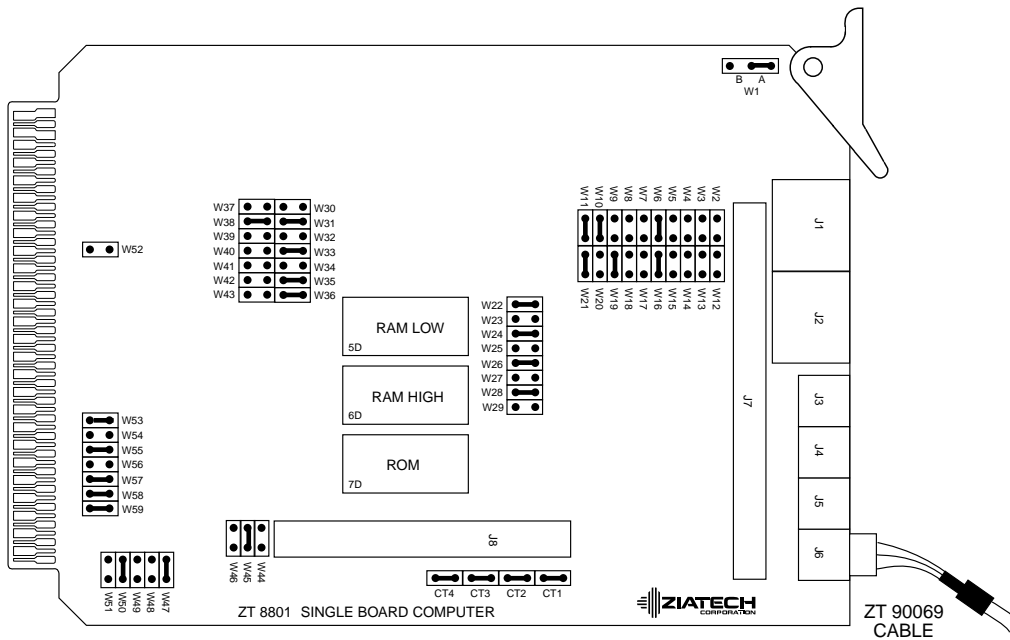 B A
W1
W11 W10 W9 W8 W7 W6 W5 W4 W3 W2
W21 W20 W19 W18 W17 W16 W15 W14 W13 W12
J1
J2
J3
J4
J5
J6
J7
W37 W30
W38 W31
W39 W32
W40 W33
W41 W34
W42 W35
W43 W36
W52
RAM LOW
5D
RAM HIGH
6D
ROM
7D
W22
W23
W24
W25
W26
W27
W28
W29
W53
W54
W55
W56
W57
W58
W59
W51 W50 W49 W48 W47
W46 W45 W44
J8
CT4 CT3 CT2 CT1
ZT 8801 SINGLE BOARD COMPUTER
ZIATECH
CORPORATION
ZT 90069
CABLE